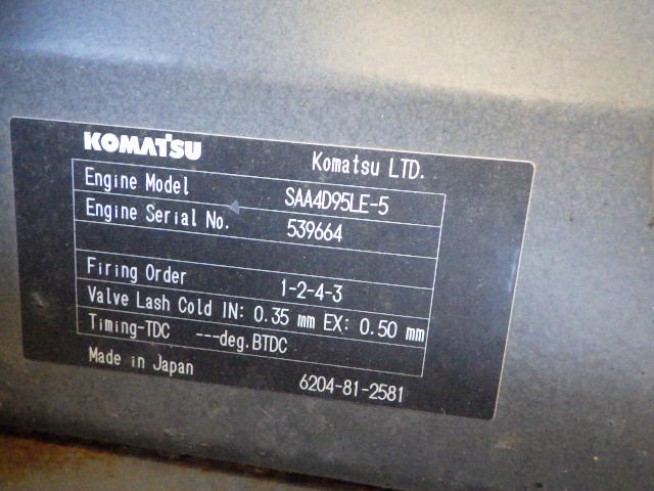 KOMATSU Komatsu LTD.
Engine Model SAA4D95LE-5
Engine Serial No. 539664
Firing Order 1-2-4-3
Valve Lash Cold IN: 0.35 mm EX: 0.50 mm
Timing-TDC ---deg.BTDC
Made in Japan 6204-81-2581